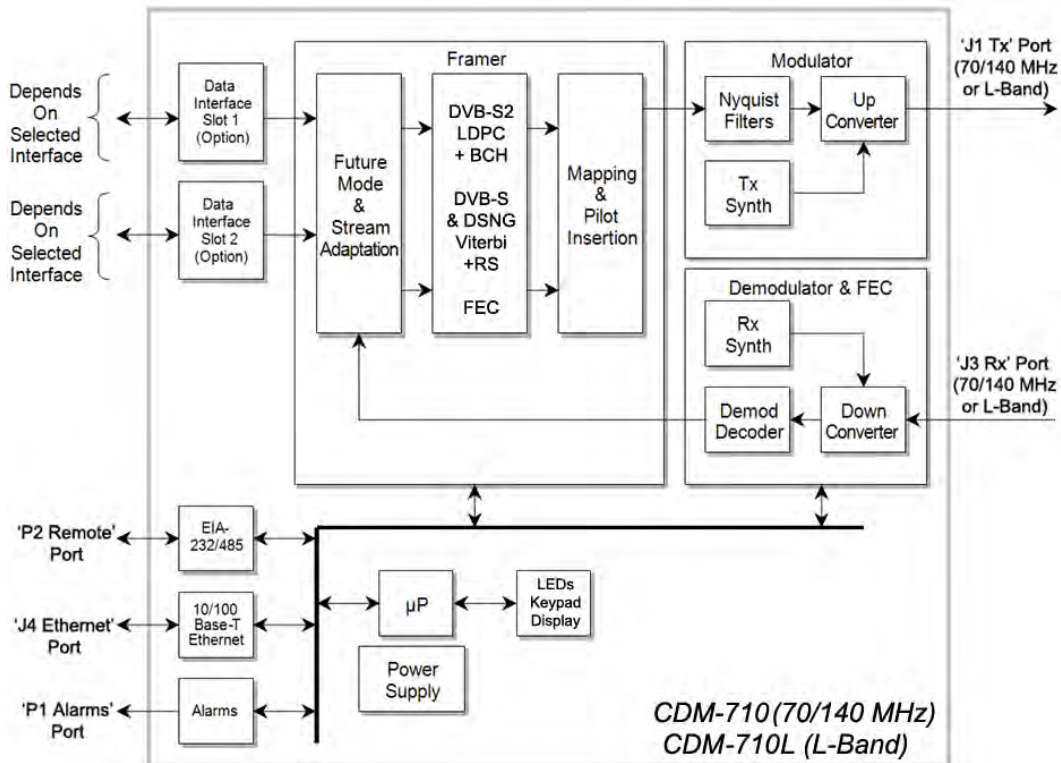 Depends
On
Selected
Interface
Depends
On
Selected
Interface
Data
Interface
Slot 1
(Option)
Data
Interface
Slot 2
(Option)
Framer
Future
Mode
&
Stream
Adaptation
DVB-S2
LDPC
+ BCH
DVB-S
& DSNG
Viterbi
+RS
FEC
Mapping
&
Pilot
Insertion
Modulator
Nyquist
Filters
Up
Converter
Tx
Synth
'J1 Tx' Port
(70/140 MHz
or L-Band)
Demodulator & FEC
Rx
Synth
Demod
Decoder
Down
Converter
'J3 Rx' Port
(70/140 MHz
or L-Band)
'P2 Remote'
Port
EIA-
232/485
'J4 Ethernet'
Port
10/100
Base-T
Ethernet
'P1 Alarms'
Port
Alarms
µP
LEDs
Keypad
Display
Power
Supply
CDM-710 (70/140 MHz)
CDM-710L (L-Band)